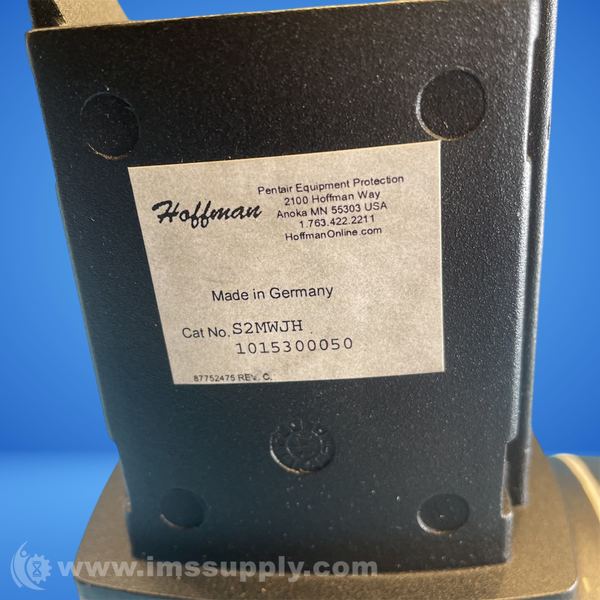 Hoffman
Pentair Equipment Protection
2100 Hoffman Way
Anoka MN 55303 USA
1.763.422.2211
HoffmanOnline.com
Made in Germany
Cat No. S2MWJH
1015300050
87752475 REV. C.
www.imssupply.com